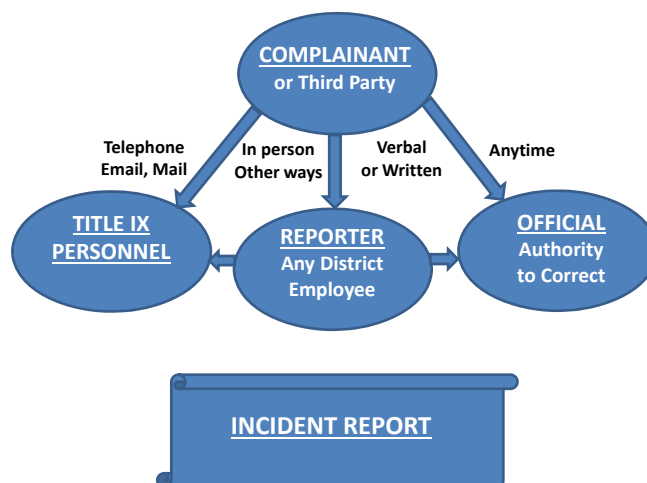 COMPLAINANT
or Third Party
Telephone
Email, Mail
In person
Other ways
Verbal
or Written
Anytime
TITLE IX
PERSONNEL
REPORTER
Any District
Employee
OFFICIAL
Authority
to Correct
INCIDENT REPORT